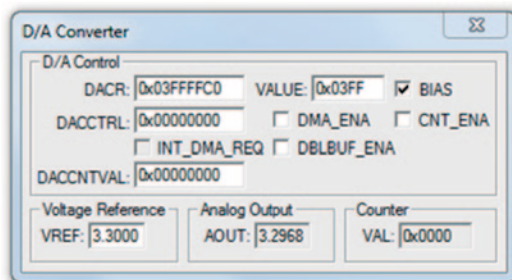 D/A Converter
D/A Control
DACR: 0x03FFFFC0 VALUE: 0x03FF BIAS
DACCTRL: 0x00000000 DMA_ENA CNT_ENA
INT_DMA_REQ DBLBUF_ENA
DACCNTVAL: 0x00000000
Voltage Reference Analog Output Counter
VREF: 3.3000 AOUT: 3.2968 VAL: 0x0000